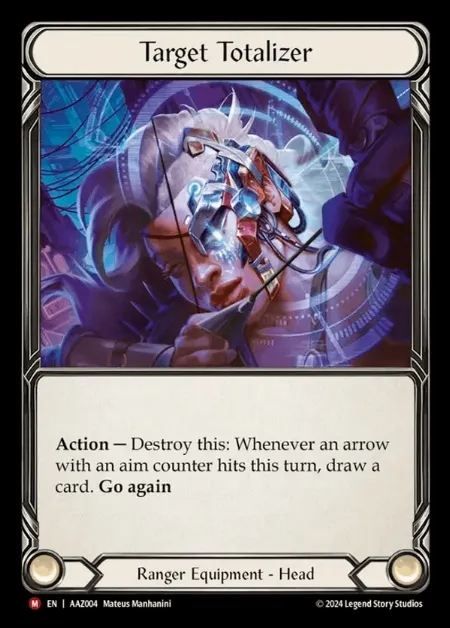 Target Totalizer
Action — Destroy this: Whenever an arrow
with an aim counter hits this turn, draw a
card. Go again
Ranger Equipment - Head
M EN | AAZ004 Mateus Manhanini © 2024 Legend Story Studios